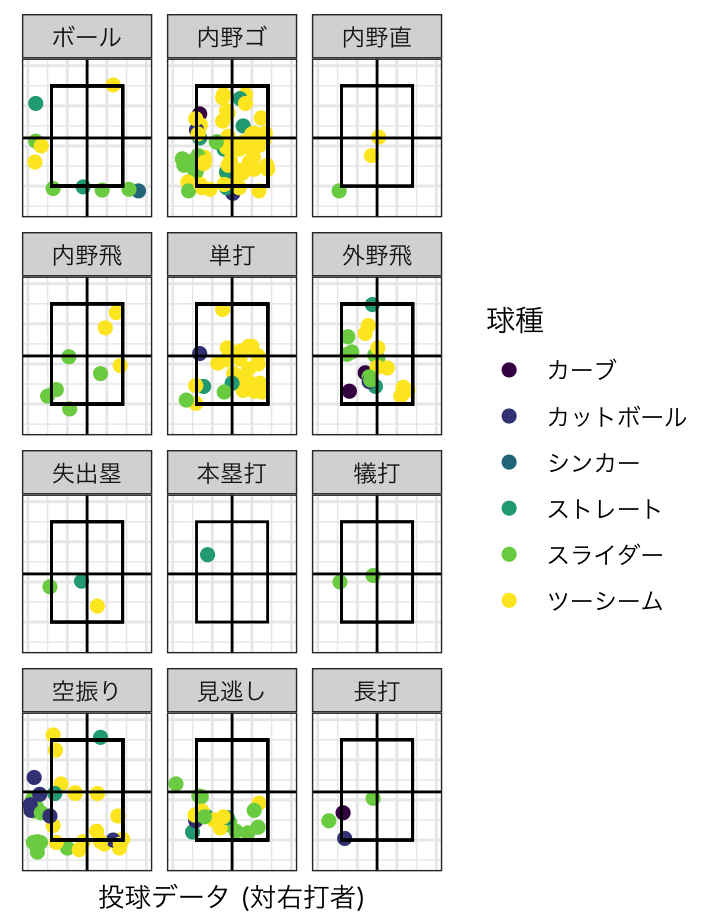 ボール
内野ゴ
内野直
内野飛
単打
外野飛
失出塁
本塁打
犠打
空振り
見逃し
長打
球種
カーブ
カットボール
シンカー
ストレート
スライダー
ツーシーム
投球データ (対右打者)